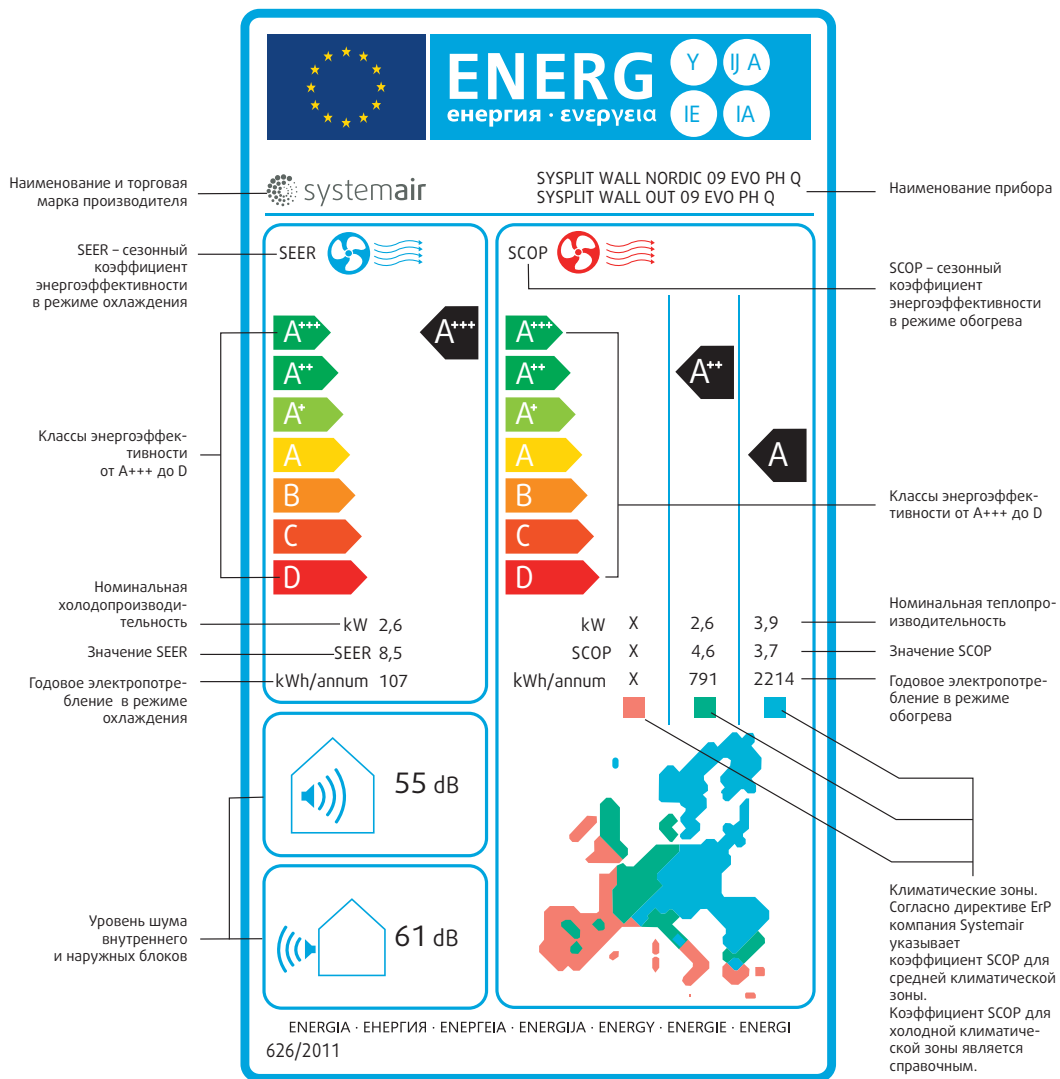 ENERG
енергия · ενεργεια
Y
IJ A
IE
IA
Наименование и торговая
марка производителя
systemair
SYSPLIT WALL NORDIC 09 EVO PH Q
SYSPLIT WALL OUT 09 EVO PH Q
Наименование прибора
SEER – сезонный
коэффициент
энергоэффективности
в режиме охлаждения
SEER
SCOP
SCOP – сезонный
коэффициент
энергоэффективности
в режиме обогрева
A+++
A++
A+
A
B
C
D
A+++
A+++
A++
A+
A
B
C
D
A++
A
Классы энергоэффек-
тивности
от A+++ до D
Классы энергоэффек-
тивности от A+++ до D
Номинальная
холодопроизводи-
тельность
Значение SEER
Годовое электропотре-
бление в режиме
охлаждения
kW 2,6
SEER 8,5
kWh/annum 107
kW X 2,6 3,9
SCOP X 4,6 3,7
kWh/annum X 791 2214
Номинальная теплопро-
изводительность
Значение SCOP
Годовое электропотре-
бление в режиме
обогрева
55 dB
61 dB
Уровень шума
внутреннего
и наружных блоков
Климатические зоны.
Согласно директиве ErP
компания Systemair
указывает
коэффициент SCOP для
средней климатической
зоны.
Коэффициент SCOP для
холодной климатиче-
ской зоны является
справочным.
ENERGIA · ЕНЕРГИЯ · ΕΝΕΡΓΕΙΑ · ENERGIJA · ENERGY · ENERGIE · ENERGI
626/2011